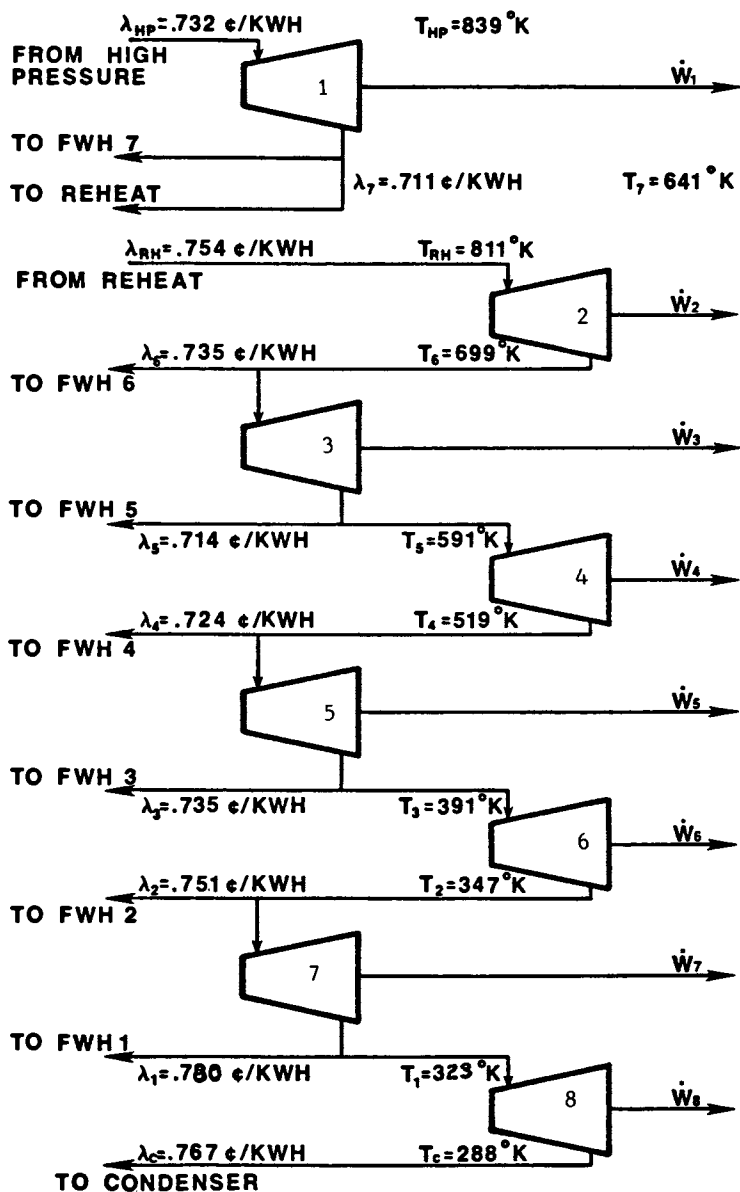 λHP=.732 ¢/KWH THP=839°K
FROM HIGH
PRESSURE
1
Ẇ1
TO FWH 7
λ7=.711 ¢/KWH T7=641°K
TO REHEAT
λRH=.754 ¢/KWH TRH=811°K
FROM REHEAT
2
Ẇ2
λ6=.735 ¢/KWH T6=699°K
TO FWH 6
3
Ẇ3
TO FWH 5
λ5=.714 ¢/KWH T5=591°K
4
Ẇ4
λ4=.724 ¢/KWH T4=519°K
TO FWH 4
5
Ẇ5
TO FWH 3
λ3=.735 ¢/KWH T3=391°K
6
Ẇ6
λ2=.751 ¢/KWH T2=347°K
TO FWH 2
7
Ẇ7
TO FWH 1
λ1=.780 ¢/KWH T1=323°K
8
Ẇ8
λC=.767 ¢/KWH TC=288°K
TO CONDENSER